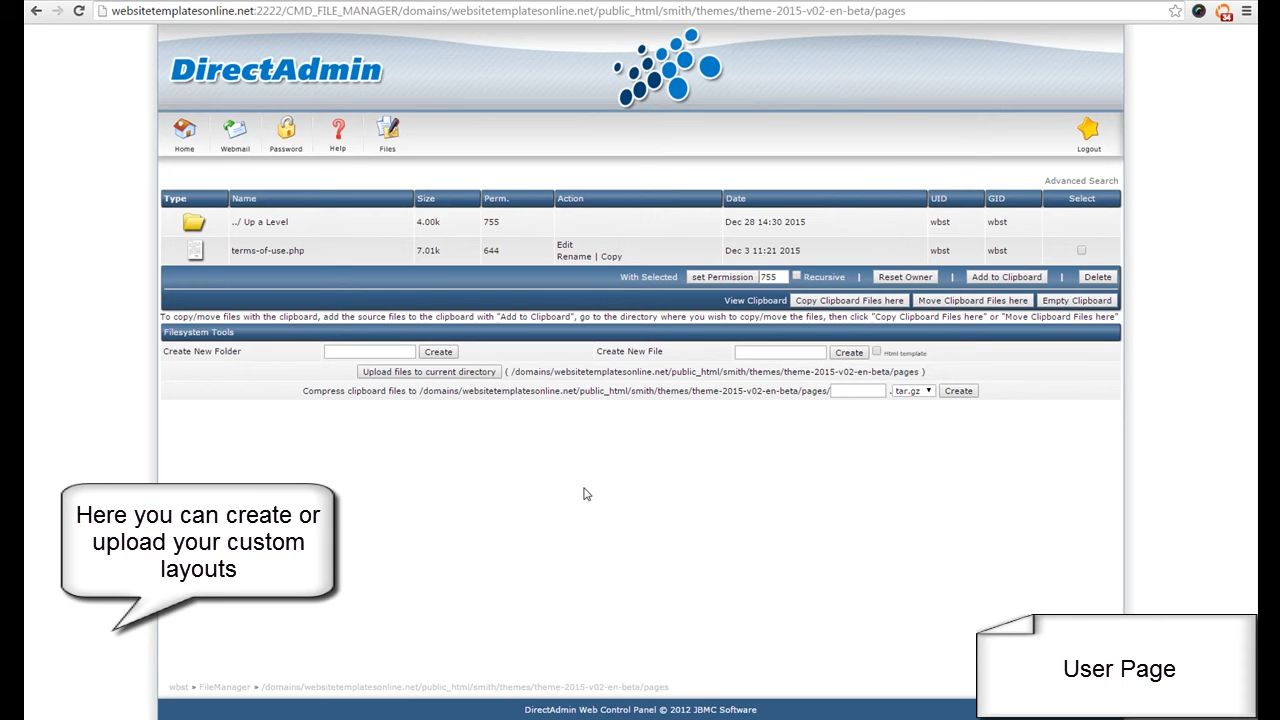 websitetemplatesonline.net:2222/CMD_FILE_MANAGER/domains/websitetemplatesonline.net/public_html/smith/themes/theme-2015-v02-en-beta/pages
34
DirectAdmin
Home Webmail Password Help Files Logout
Advanced Search
Type Name Size Perm. Action Date UID GID Select
../ Up a Level 4.00k 755 Dec 28 14:30 2015 wbst wbst
terms-of-use.php 7.01k 644 Edit Rename | Copy Dec 3 11:21 2015 wbst wbst
With Selected set Permission 755 Recursive | Reset Owner | Add to Clipboard | Delete
View Clipboard Copy Clipboard Files here Move Clipboard Files here Empty Clipboard
To copy/move files with the clipboard, add the source files to the clipboard with "Add to Clipboard", go to the directory where you wish to copy/move the files, then click "Copy Clipboard Files here" or "Move Clipboard Files here"
Filesystem Tools
Create New Folder Create Create New File Create Html template
Upload files to current directory ( /domains/websitetemplatesonline.net/public_html/smith/themes/theme-2015-v02-en-beta/pages )
Compress clipboard files to /domains/websitetemplatesonline.net/public_html/smith/themes/theme-2015-v02-en-beta/pages/ . tar.gz Create
Here you can create or
upload your custom
layouts
User Page
wbst » FileManager » /domains/websitetemplatesonline.net/public_html/smith/themes/theme-2015-v02-en-beta/pages
DirectAdmin Web Control Panel © 2012 JBMC Software